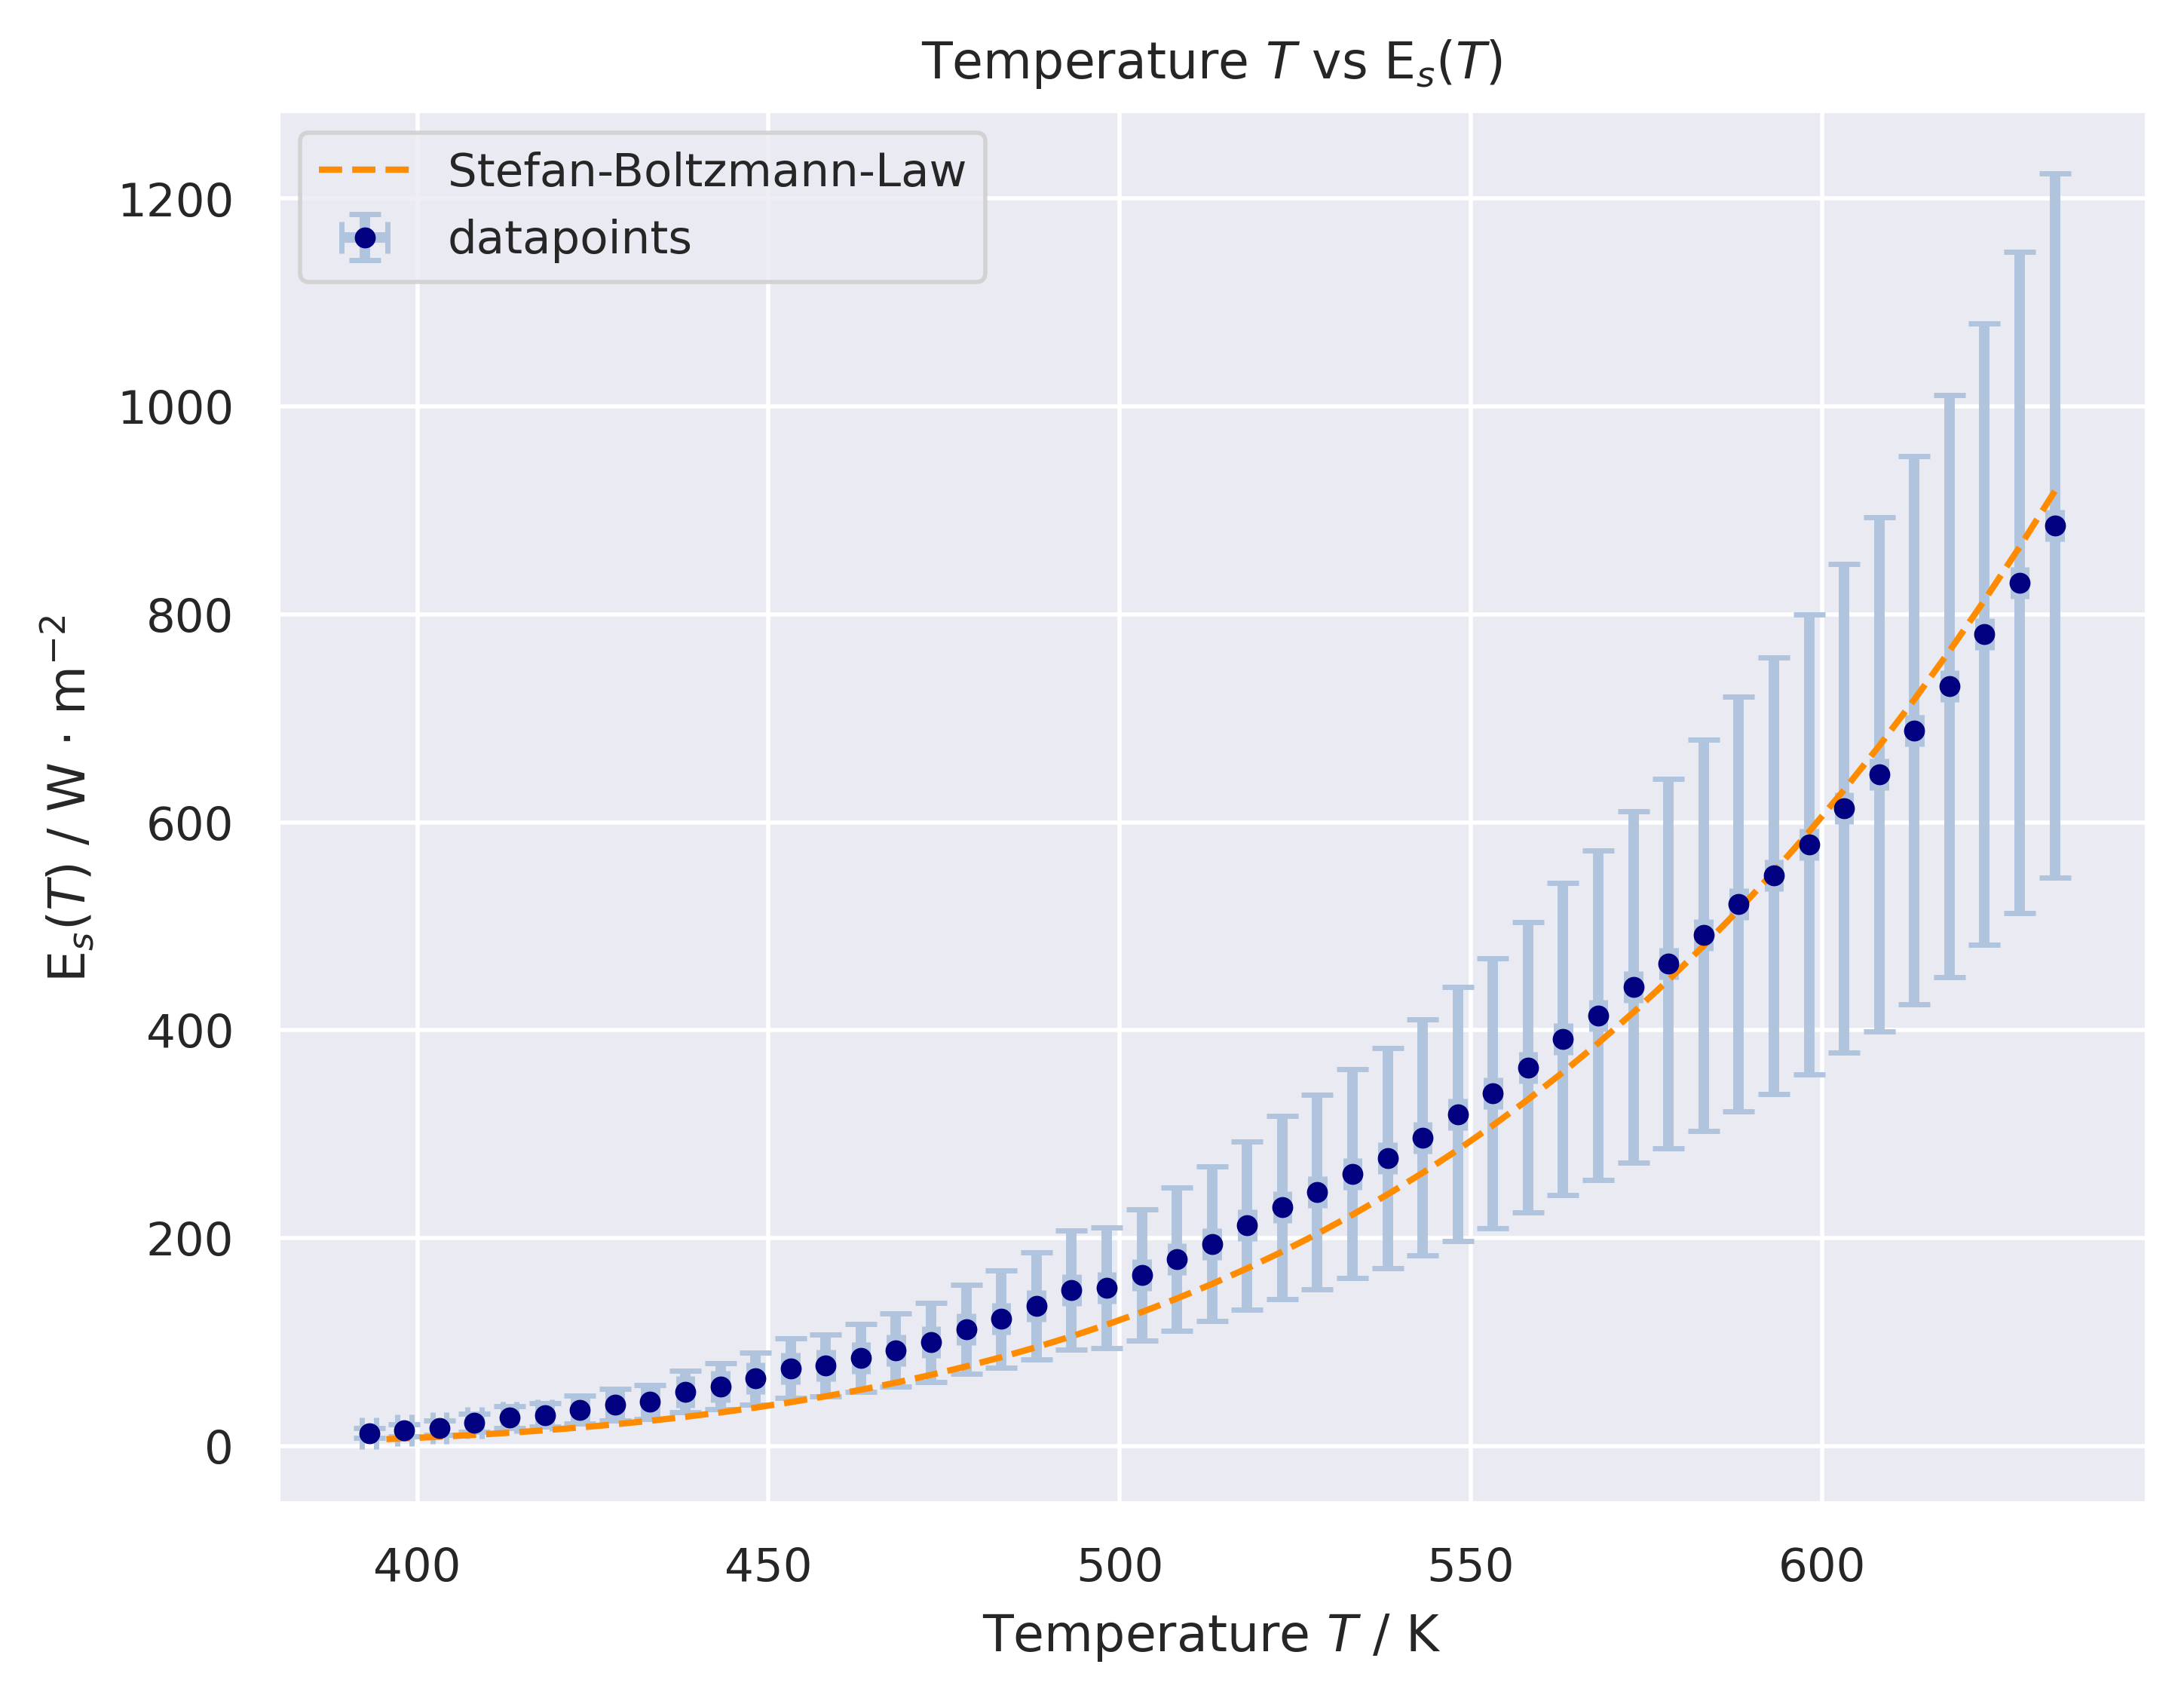 Temperature T vs Eₛ(T)
Stefan-Boltzmann-Law
datapoints
1200
1000
800
600
400
200
0
Eₛ(T) / W · m⁻²
400 450 500 550 600
Temperature T / K